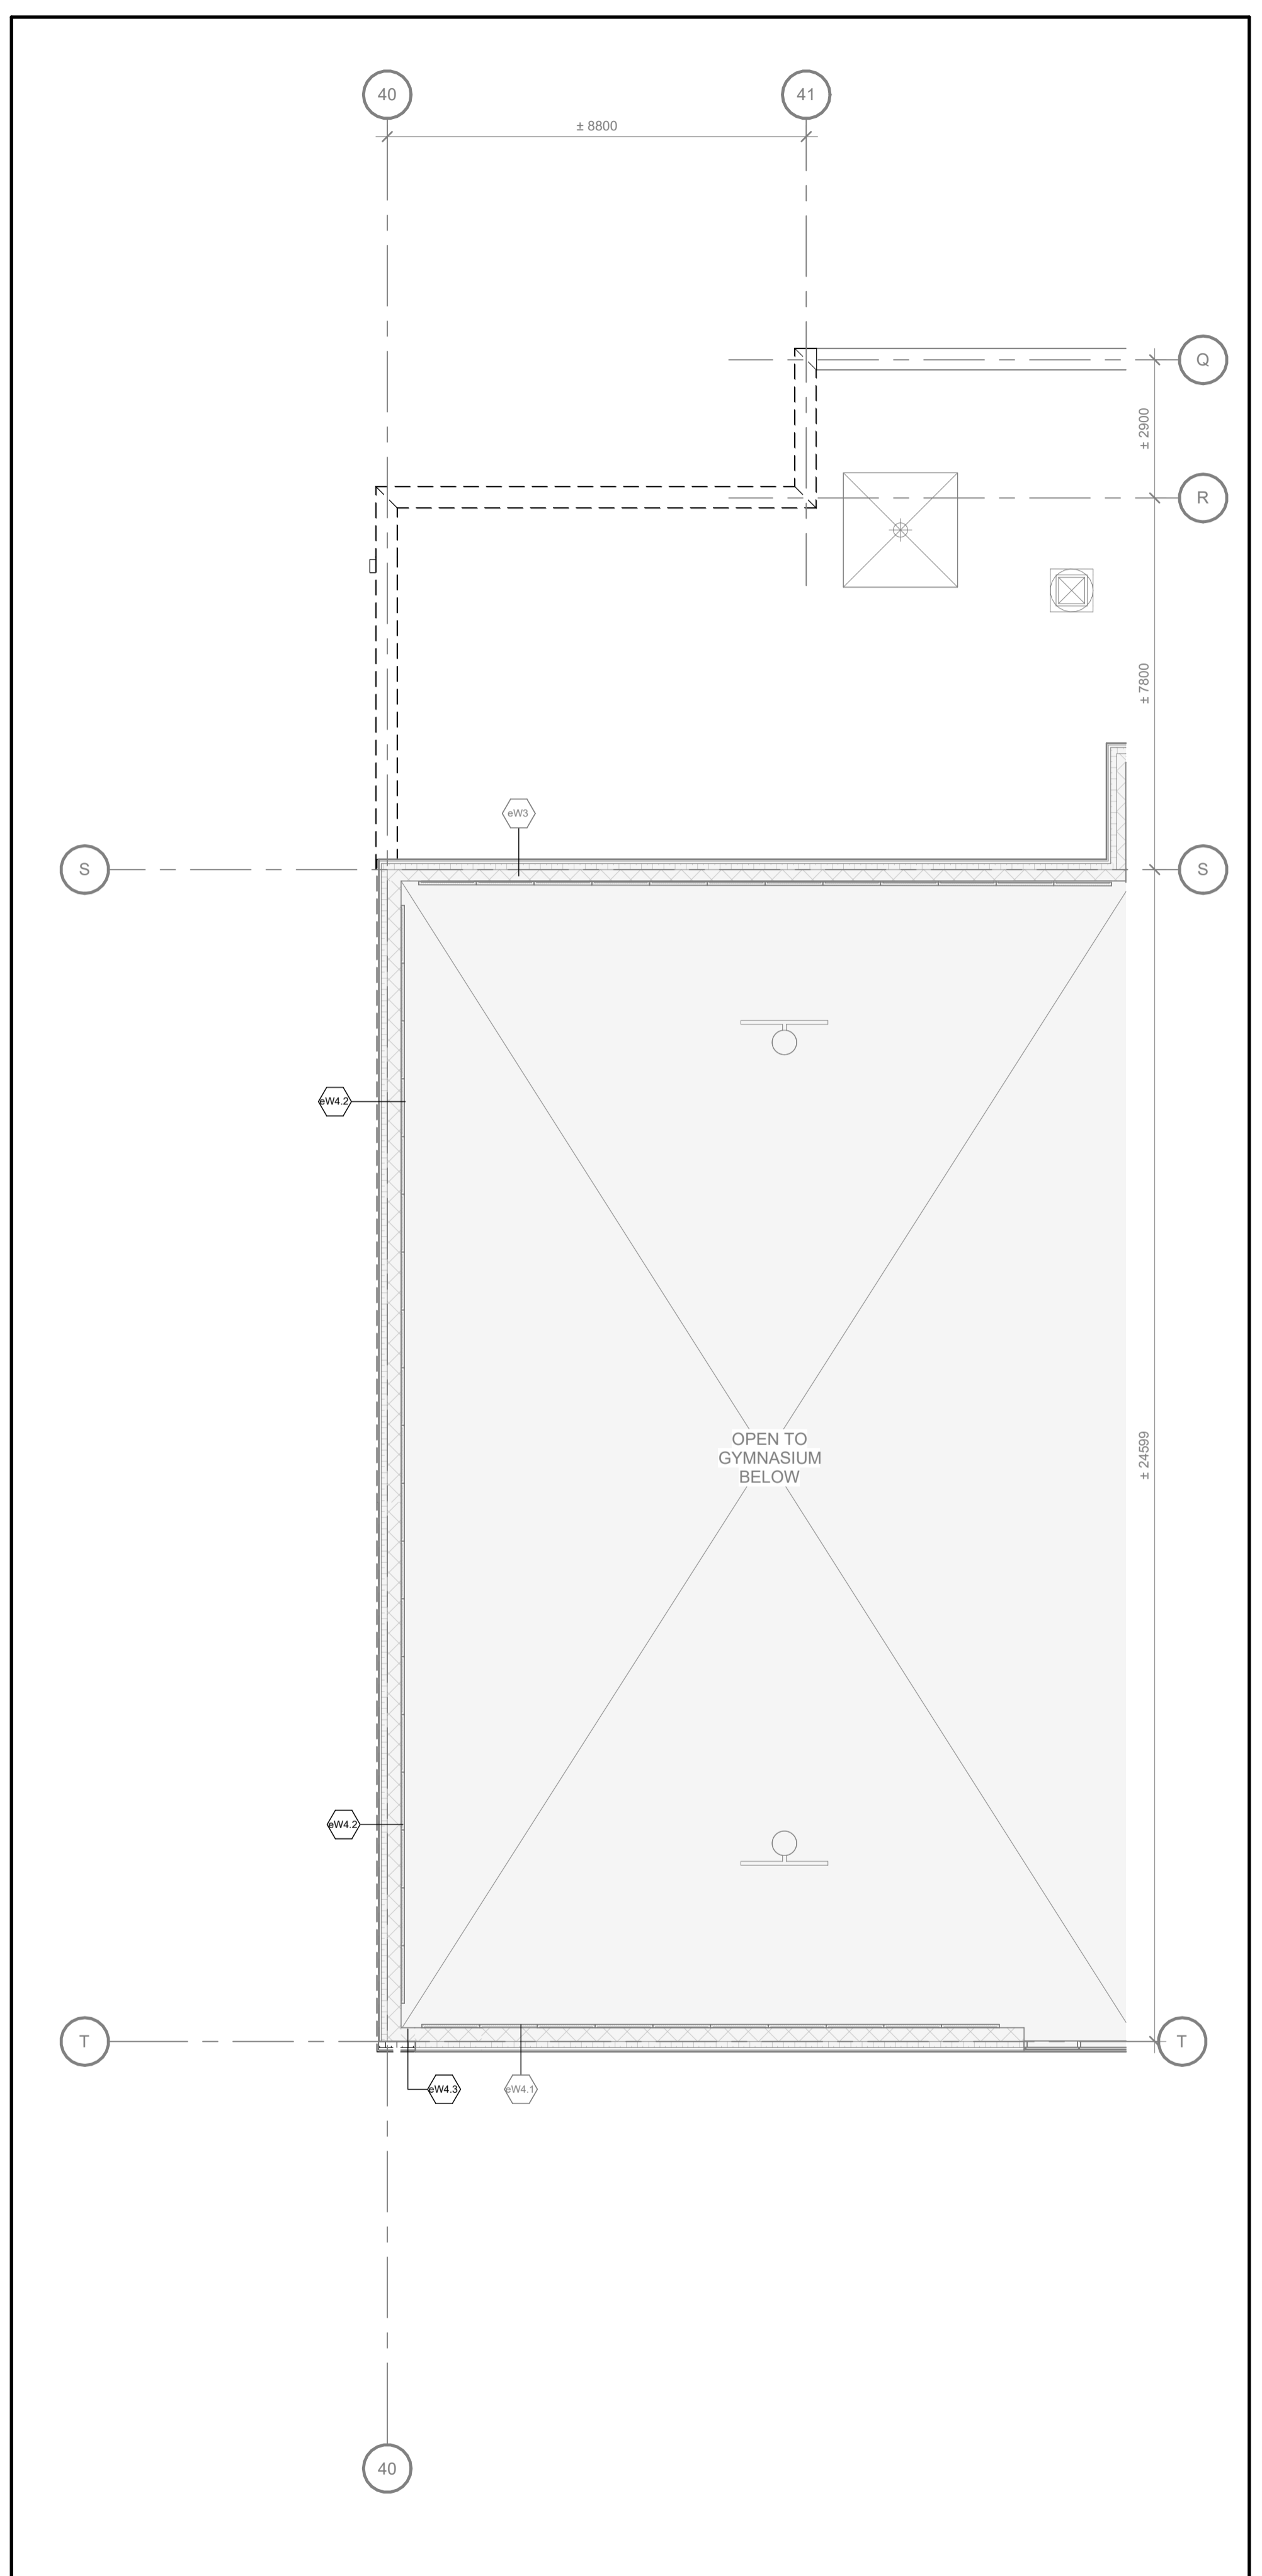 40
41
± 8800
Q
± 2900
R
± 7800
eW3
S
S
eW4.2
OPEN TO
GYMNASIUM
BELOW
± 24599
eW4.2
T
T
eW4.3
eW4.1
40